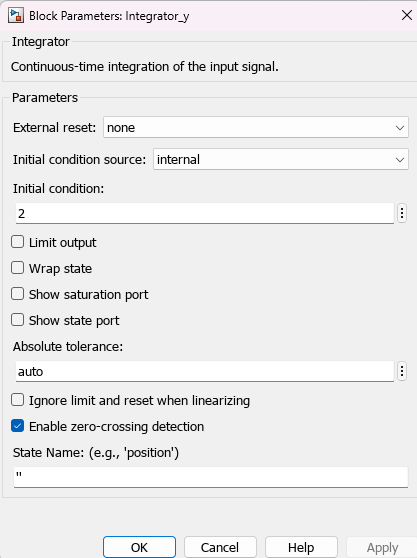 Block Parameters: Integrator_y
Integrator
Continuous-time integration of the input signal.
Parameters
External reset: none
Initial condition source: internal
Initial condition:
2
Limit output
Wrap state
Show saturation port
Show state port
Absolute tolerance:
auto
Ignore limit and reset when linearizing
Enable zero-crossing detection
State Name: (e.g., 'position')
''
OK Cancel Help Apply